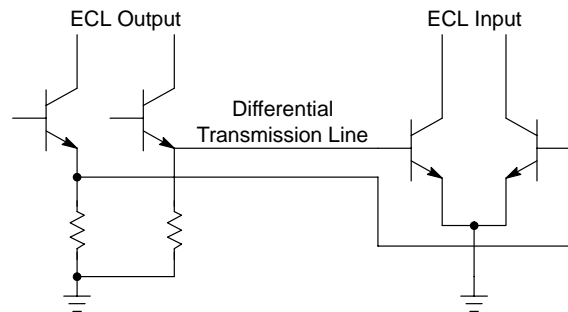 ECL Output
ECL Input
Differential
Transmission Line